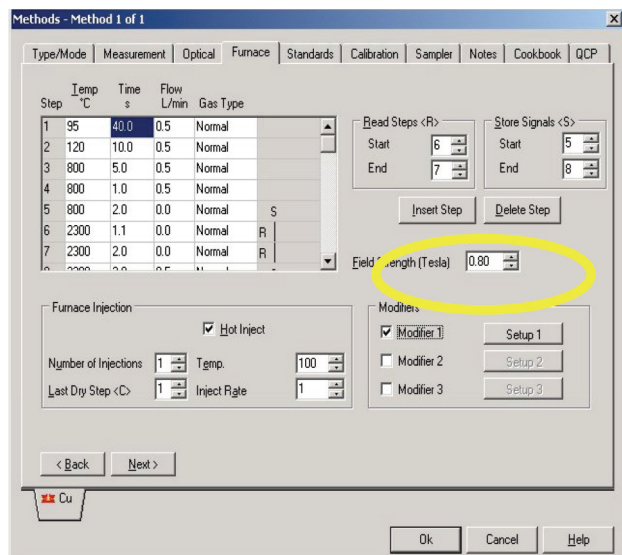 Methods - Method 1 of 1
Type/Mode Measurement Optical Furnace Standards Calibration Sampler Notes Cookbook QCP
Step Temp °C Time s Flow L/min Gas Type
1 95 40.0 0.5 Normal
2 120 10.0 0.5 Normal
3 800 5.0 0.5 Normal
4 800 1.0 0.5 Normal
5 800 2.0 0.0 Normal S
6 2300 1.1 0.0 Normal R
7 2300 2.0 0.0 Normal R
Read Steps <R>
Start 6
End 7
Store Signals <S>
Start 5
End 8
Insert Step Delete Step
Field Strength (Tesla) 0.80
Furnace Injection
Hot Inject
Number of Injections 1 Temp. 100
Last Dry Step <C> 1 Inject Rate 1
Modifiers
Modifier 1 Setup 1
Modifier 2 Setup 2
Modifier 3 Setup 3
< Back Next >
Cu
Ok Cancel Help